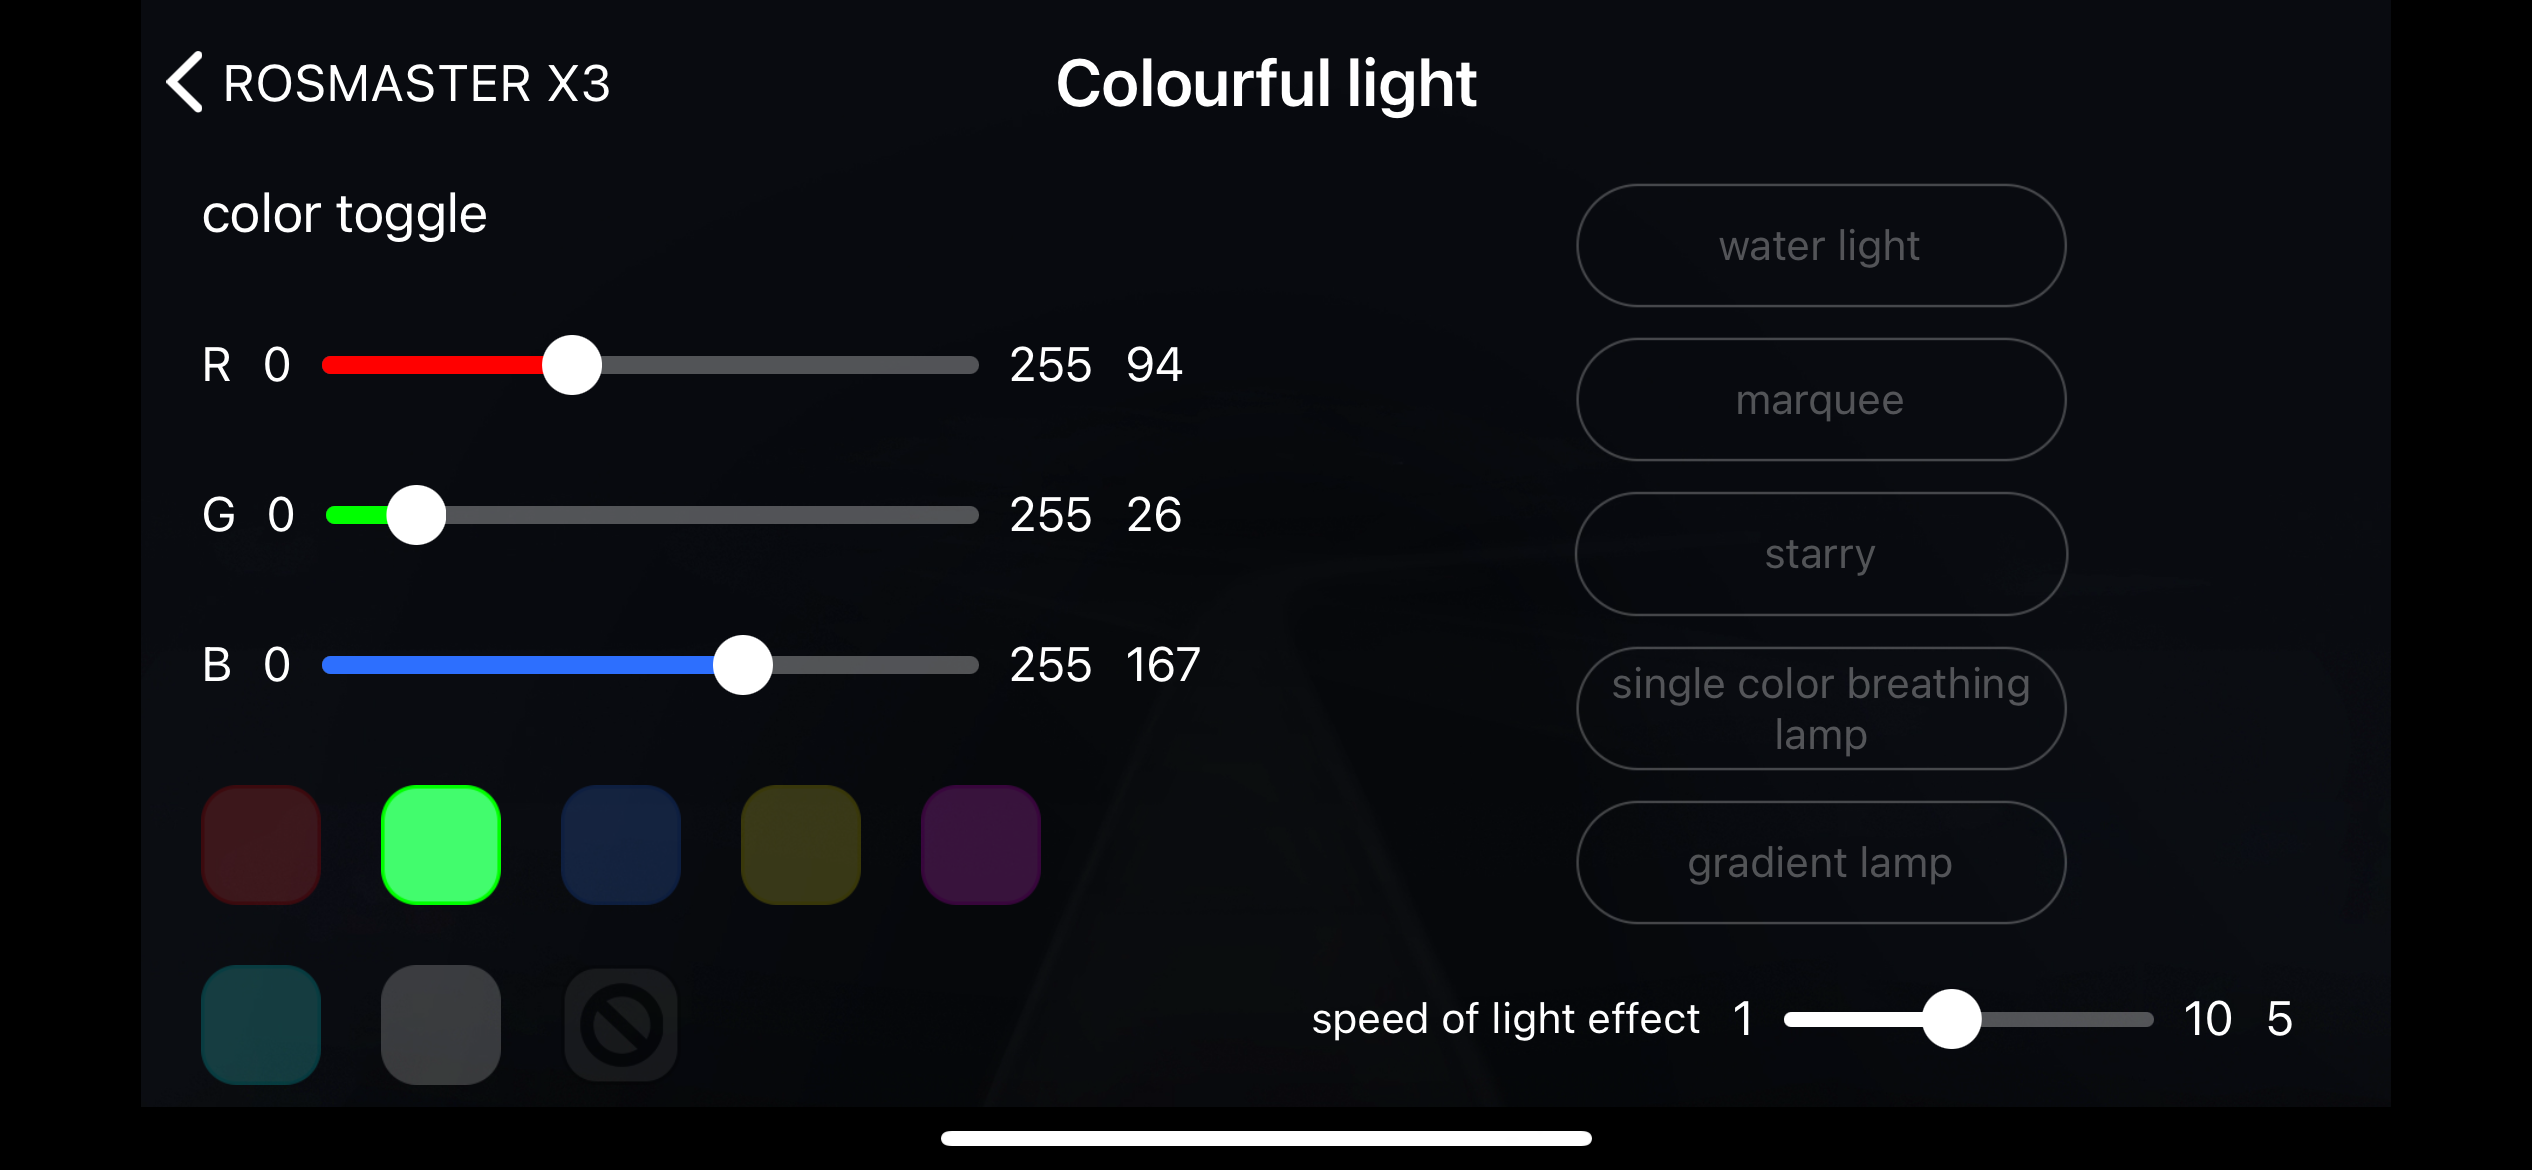 ROSMASTER X3
Colourful light
color toggle
R 0 255 94
G 0 255 26
B 0 255 167
water light
marquee
starry
single color breathing
lamp
gradient lamp
speed of light effect 1 10 5